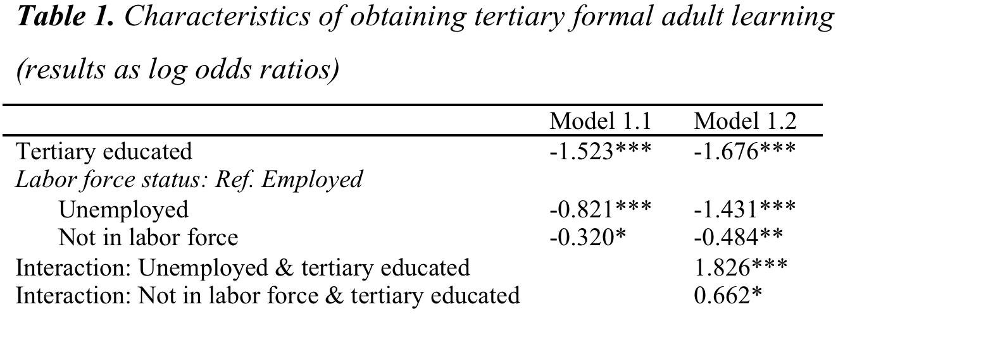 Table 1. Characteristics of obtaining tertiary formal adult learning
(results as log odds ratios)
Model 1.1 Model 1.2
Tertiary educated -1.523*** -1.676***
Labor force status: Ref. Employed
Unemployed -0.821*** -1.431***
Not in labor force -0.320* -0.484**
Interaction: Unemployed & tertiary educated 1.826***
Interaction: Not in labor force & tertiary educated 0.662*